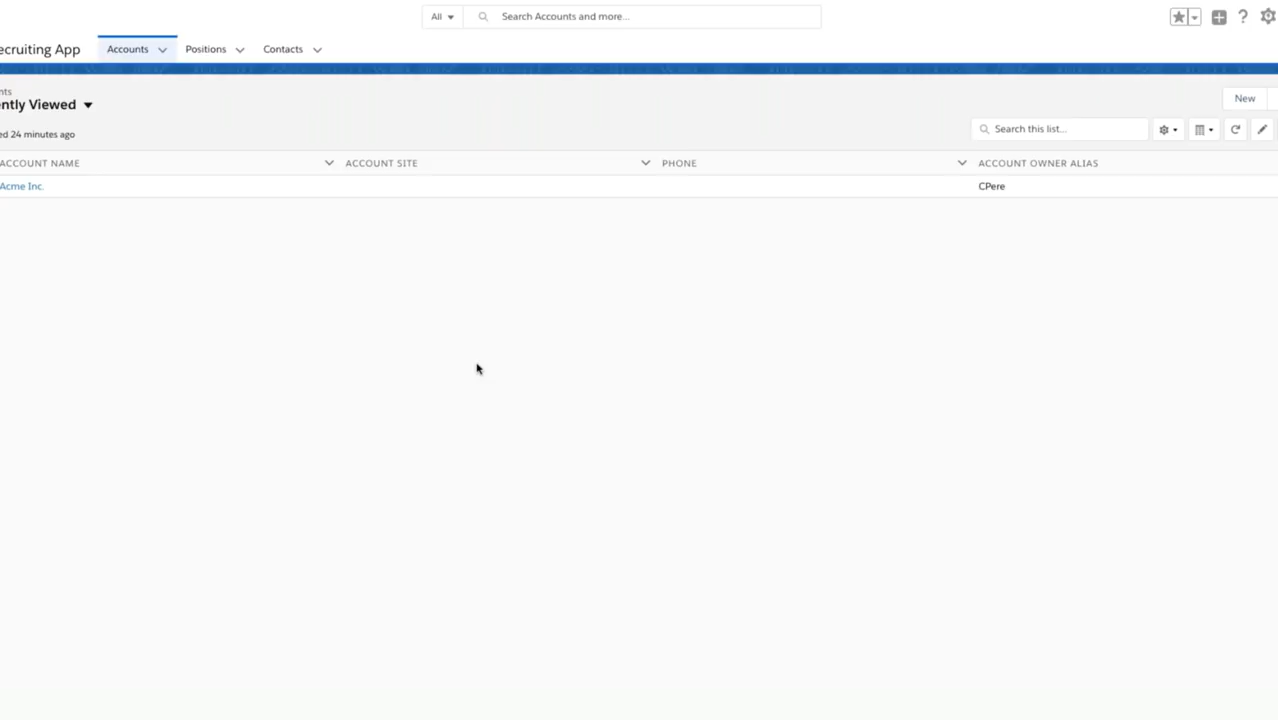 All
Search Accounts and more...
ecruiting App
Accounts
Positions
Contacts
nts
ntly Viewed
New
ed 24 minutes ago
Search this list...
ACCOUNT NAME
ACCOUNT SITE
PHONE
ACCOUNT OWNER ALIAS
Acme Inc.
CPere